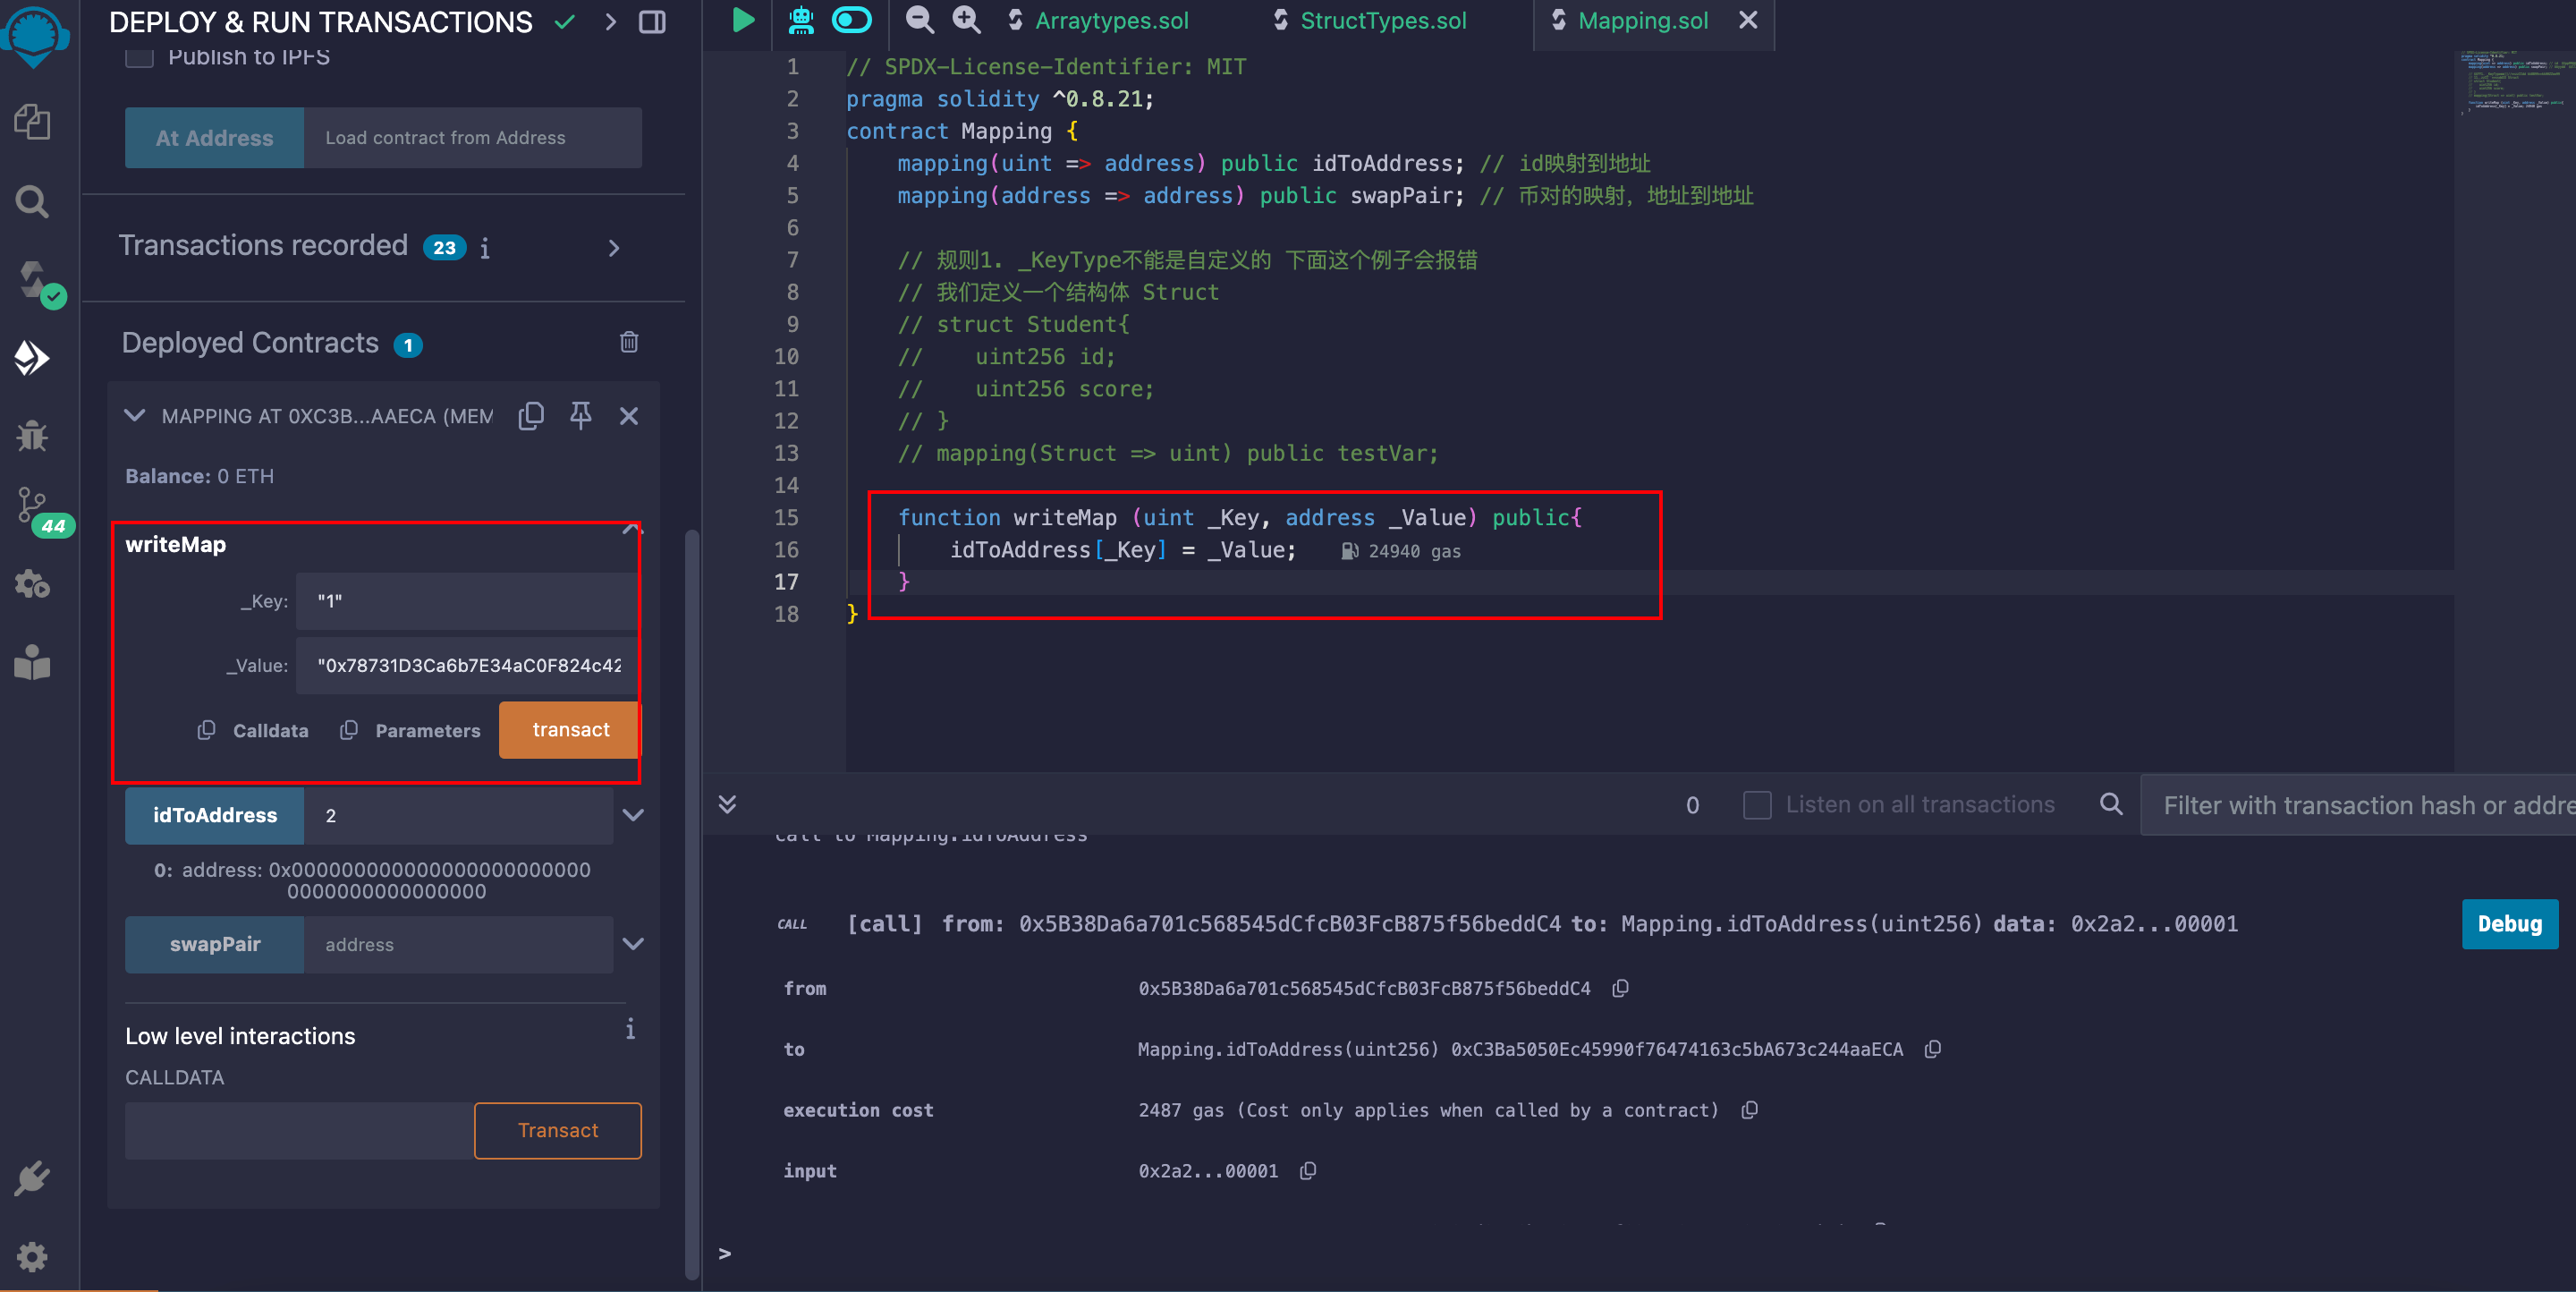 DEPLOY & RUN TRANSACTIONS
Publish to IPFS
At Address
Load contract from Address
Transactions recorded 23 i
Deployed Contracts 1
MAPPING AT 0XC3B...AAECA (MEM
Balance: 0 ETH
44
writeMap
_Key: "1"
_Value: "0x78731D3Ca6b7E34aC0F824c42
Calldata Parameters transact
idToAddress 2
0: address: 0x000000000000000000000000
0000000000000000
swapPair address
Low level interactions i
CALLDATA
Transact
Arraytypes.sol StructTypes.sol Mapping.sol
1 // SPDX-License-Identifier: MIT
2 pragma solidity ^0.8.21;
3 contract Mapping {
4 mapping(uint => address) public idToAddress; // id映射到地址
5 mapping(address => address) public swapPair; // 币对的映射，地址到地址
6
7 // 规则1. _KeyType不能是自定义的 下面这个例子会报错
8 // 我们定义一个结构体 Struct
9 // struct Student{
10 // uint256 id;
11 // uint256 score;
12 // }
13 // mapping(Struct => uint) public testVar;
14
15 function writeMap (uint _Key, address _Value) public{
16 idToAddress[_Key] = _Value; 24940 gas
17 }
18 }
0 Listen on all transactions Filter with transaction hash or addre
call to Mapping.idToAddress
CALL [call] from: 0x5B38Da6a701c568545dCfcB03FcB875f56beddC4 to: Mapping.idToAddress(uint256) data: 0x2a2...00001 Debug
from 0x5B38Da6a701c568545dCfcB03FcB875f56beddC4
to Mapping.idToAddress(uint256) 0xC3Ba5050Ec45990f76474163c5bA673c244aaECA
execution cost 2487 gas (Cost only applies when called by a contract)
input 0x2a2...00001
>